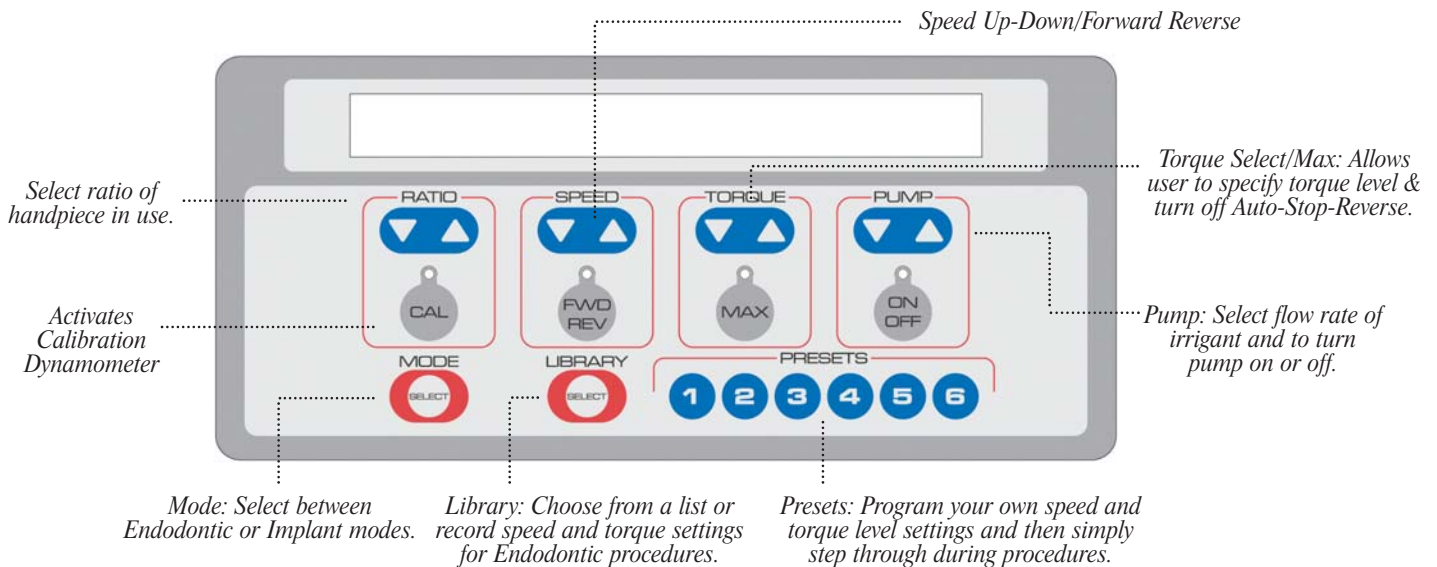 Speed Up-Down/Forward Reverse
Select ratio of
handpiece in use.
Torque Select/Max: Allows
user to specify torque level &
turn off Auto-Stop-Reverse.
RATIO
SPEED
TORQUE
PUMP
CAL
FWD
REV
MAX
ON
OFF
Activates
Calibration
Dynamometer
Pump: Select flow rate of
irrigant and to turn
pump on or off.
MODE
LIBRARY
PRESETS
SELECT
SELECT
1 2 3 4 5 6
Mode: Select between
Endodontic or Implant modes.
Library: Choose from a list or
record speed and torque settings
for Endodontic procedures.
Presets: Program your own speed and
torque level settings and then simply
step through during procedures.